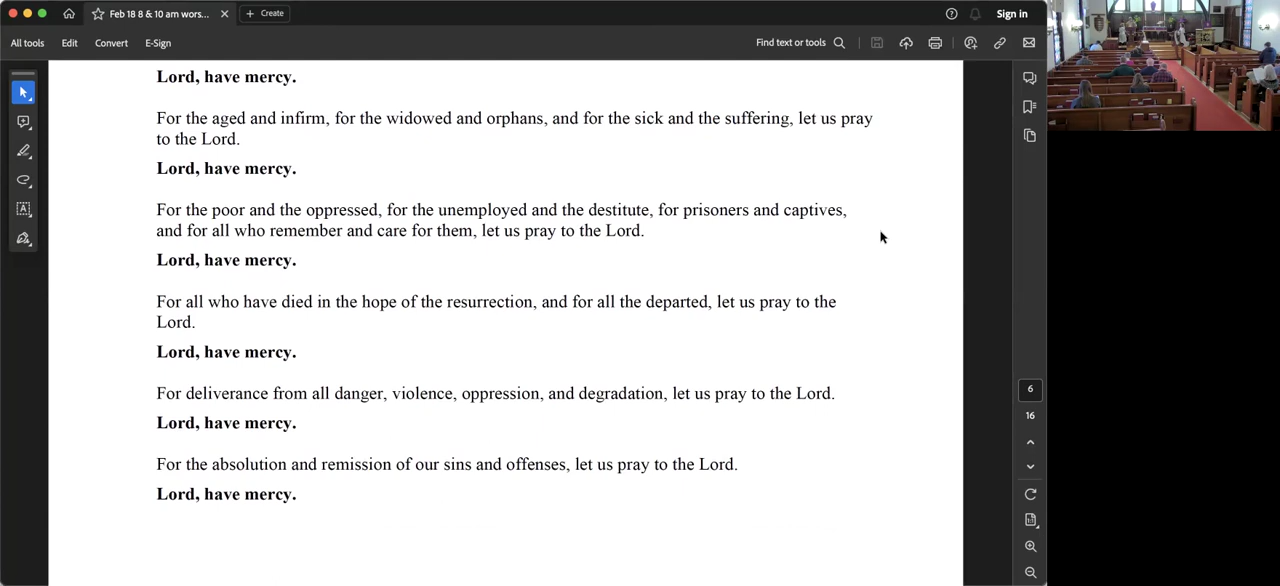 Feb 18 8 & 10 am wors...
Create
Sign in
All tools
Edit
Convert
E-Sign
Find text or tools
Lord, have mercy.
For the aged and infirm, for the widowed and orphans, and for the sick and the suffering, let us pray
to the Lord.
Lord, have mercy.
For the poor and the oppressed, for the unemployed and the destitute, for prisoners and captives,
and for all who remember and care for them, let us pray to the Lord.
Lord, have mercy.
For all who have died in the hope of the resurrection, and for all the departed, let us pray to the
Lord.
Lord, have mercy.
For deliverance from all danger, violence, oppression, and degradation, let us pray to the Lord.
Lord, have mercy.
For the absolution and remission of our sins and offenses, let us pray to the Lord.
Lord, have mercy.
6
16